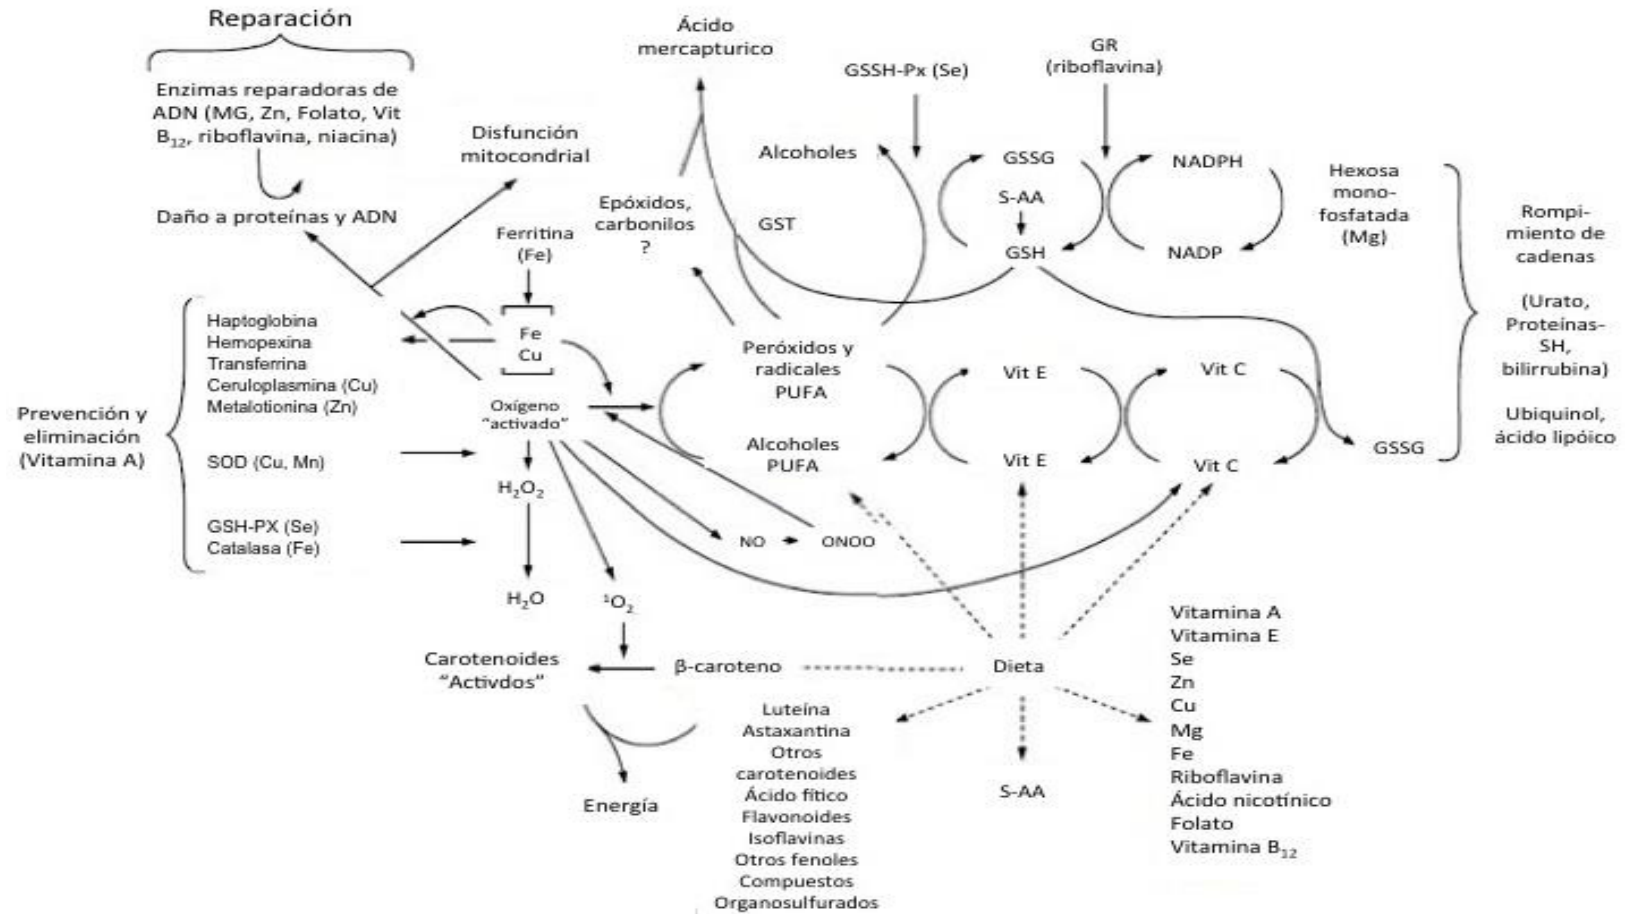 Reparación
Enzimas reparadoras de
ADN (MG, Zn, Folato, Vit
B₁₂, riboflavina, niacina)
Daño a proteínas y ADN
Disfunción
mitocondrial
Ácido
mercapturico
Epóxidos,
carbonilos
?
Alcoholes
GST
GSSH-Px (Se)
GR
(riboflavina)
GSSG
S-AA
GSH
NADPH
NADP
Hexosa
mono-
fosfatada
(Mg)
Rompi-
miento de
cadenas
(Urato,
Proteínas-
SH,
bilirrubina)
Ubiquinol,
ácido lipóico
Ferritina
(Fe)
Fe
Cu
Prevención y
eliminación
(Vitamina A)
Haptoglobina
Hemopexina
Transferrina
Ceruloplasmina (Cu)
Metalotionina (Zn)
SOD (Cu, Mn)
GSH-PX (Se)
Catalasa (Fe)
Oxígeno
"activado"
H₂O₂
H₂O
¹O₂
Peróxidos y
radicales
PUFA
Alcoholes
PUFA
Vit E
Vit E
Vit C
Vit C
GSSG
NO
ONOO
Carotenoides
"Activdos"
β-caroteno
Dieta
Energía
Luteína
Astaxantina
Otros
carotenoides
Ácido fítico
Flavonoides
Isoflavinas
Otros fenoles
Compuestos
Organosulfurados
S-AA
Vitamina A
Vitamina E
Se
Zn
Cu
Mg
Fe
Riboflavina
Ácido nicotínico
Folato
Vitamina B₁₂